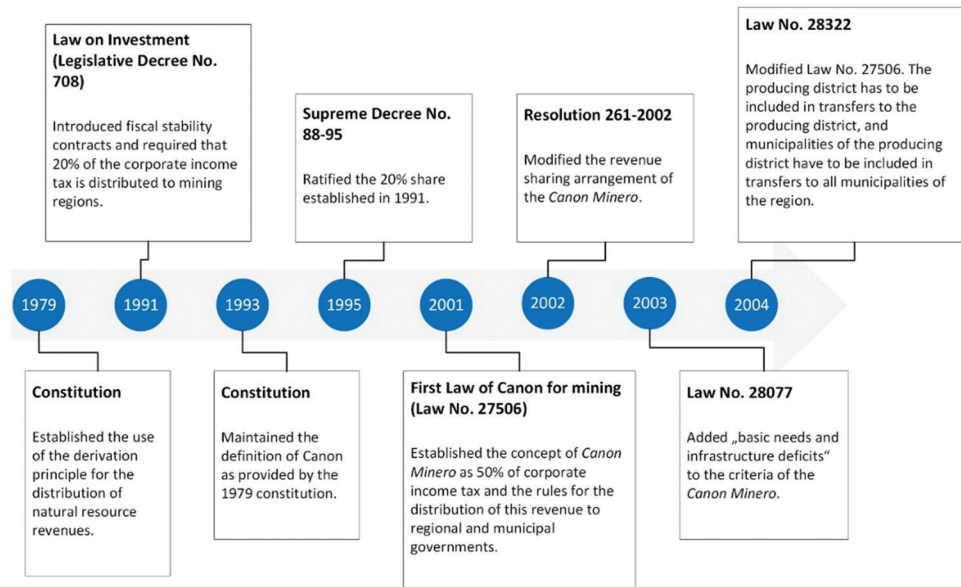 Law on Investment
(Legislative Decree No.
708)
Introduced fiscal stability
contracts and required that
20% of the corporate income
tax is distributed to mining
regions.
Supreme Decree No.
88-95
Ratified the 20% share
established in 1991.
Resolution 261-2002
Modified the revenue
sharing arrangement of
the Canon Minero.
Law No. 28322
Modified Law No. 27506. The
producing district has to be
included in transfers to the
producing district, and
municipalities of the producing
district have to be included in
transfers to all municipalities of
the region.
1979
1991
1993
1995
2001
2002
2003
2004
Constitution
Established the use of
the derivation
principle for the
distribution of
natural resource
revenues.
Constitution
Maintained the
definition of Canon
as provided by the
1979 constitution.
First Law of Canon for mining
(Law No. 27506)
Established the concept of Canon
Minero as 50% of corporate
income tax and the rules for the
distribution of this revenue to
regional and municipal
governments.
Law No. 28077
Added „basic needs and
infrastructure deficits“
to the criteria of the
Canon Minero.